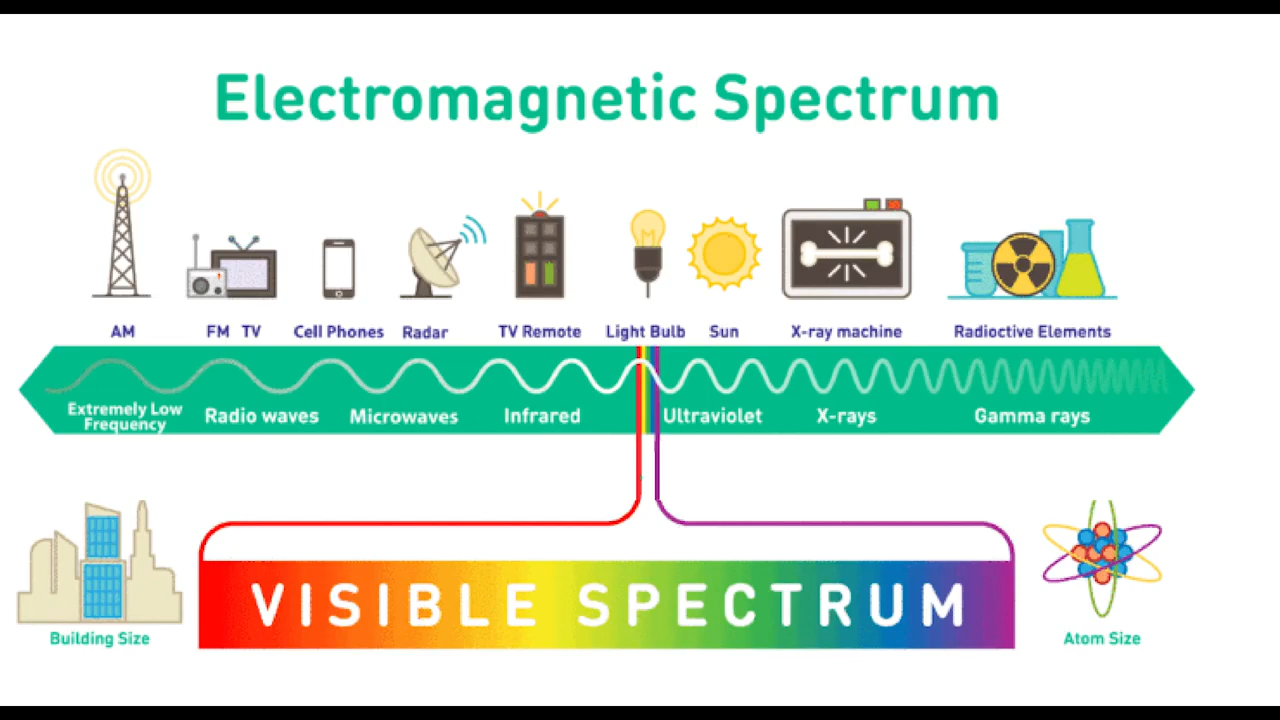 Electromagnetic Spectrum
AM FM TV Cell Phones Radar TV Remote Light Bulb Sun X-ray machine Radioctive Elements
Extremely Low
Frequency
Radio waves Microwaves Infrared Ultraviolet X-rays Gamma rays
VISIBLE SPECTRUM
Building Size Atom Size